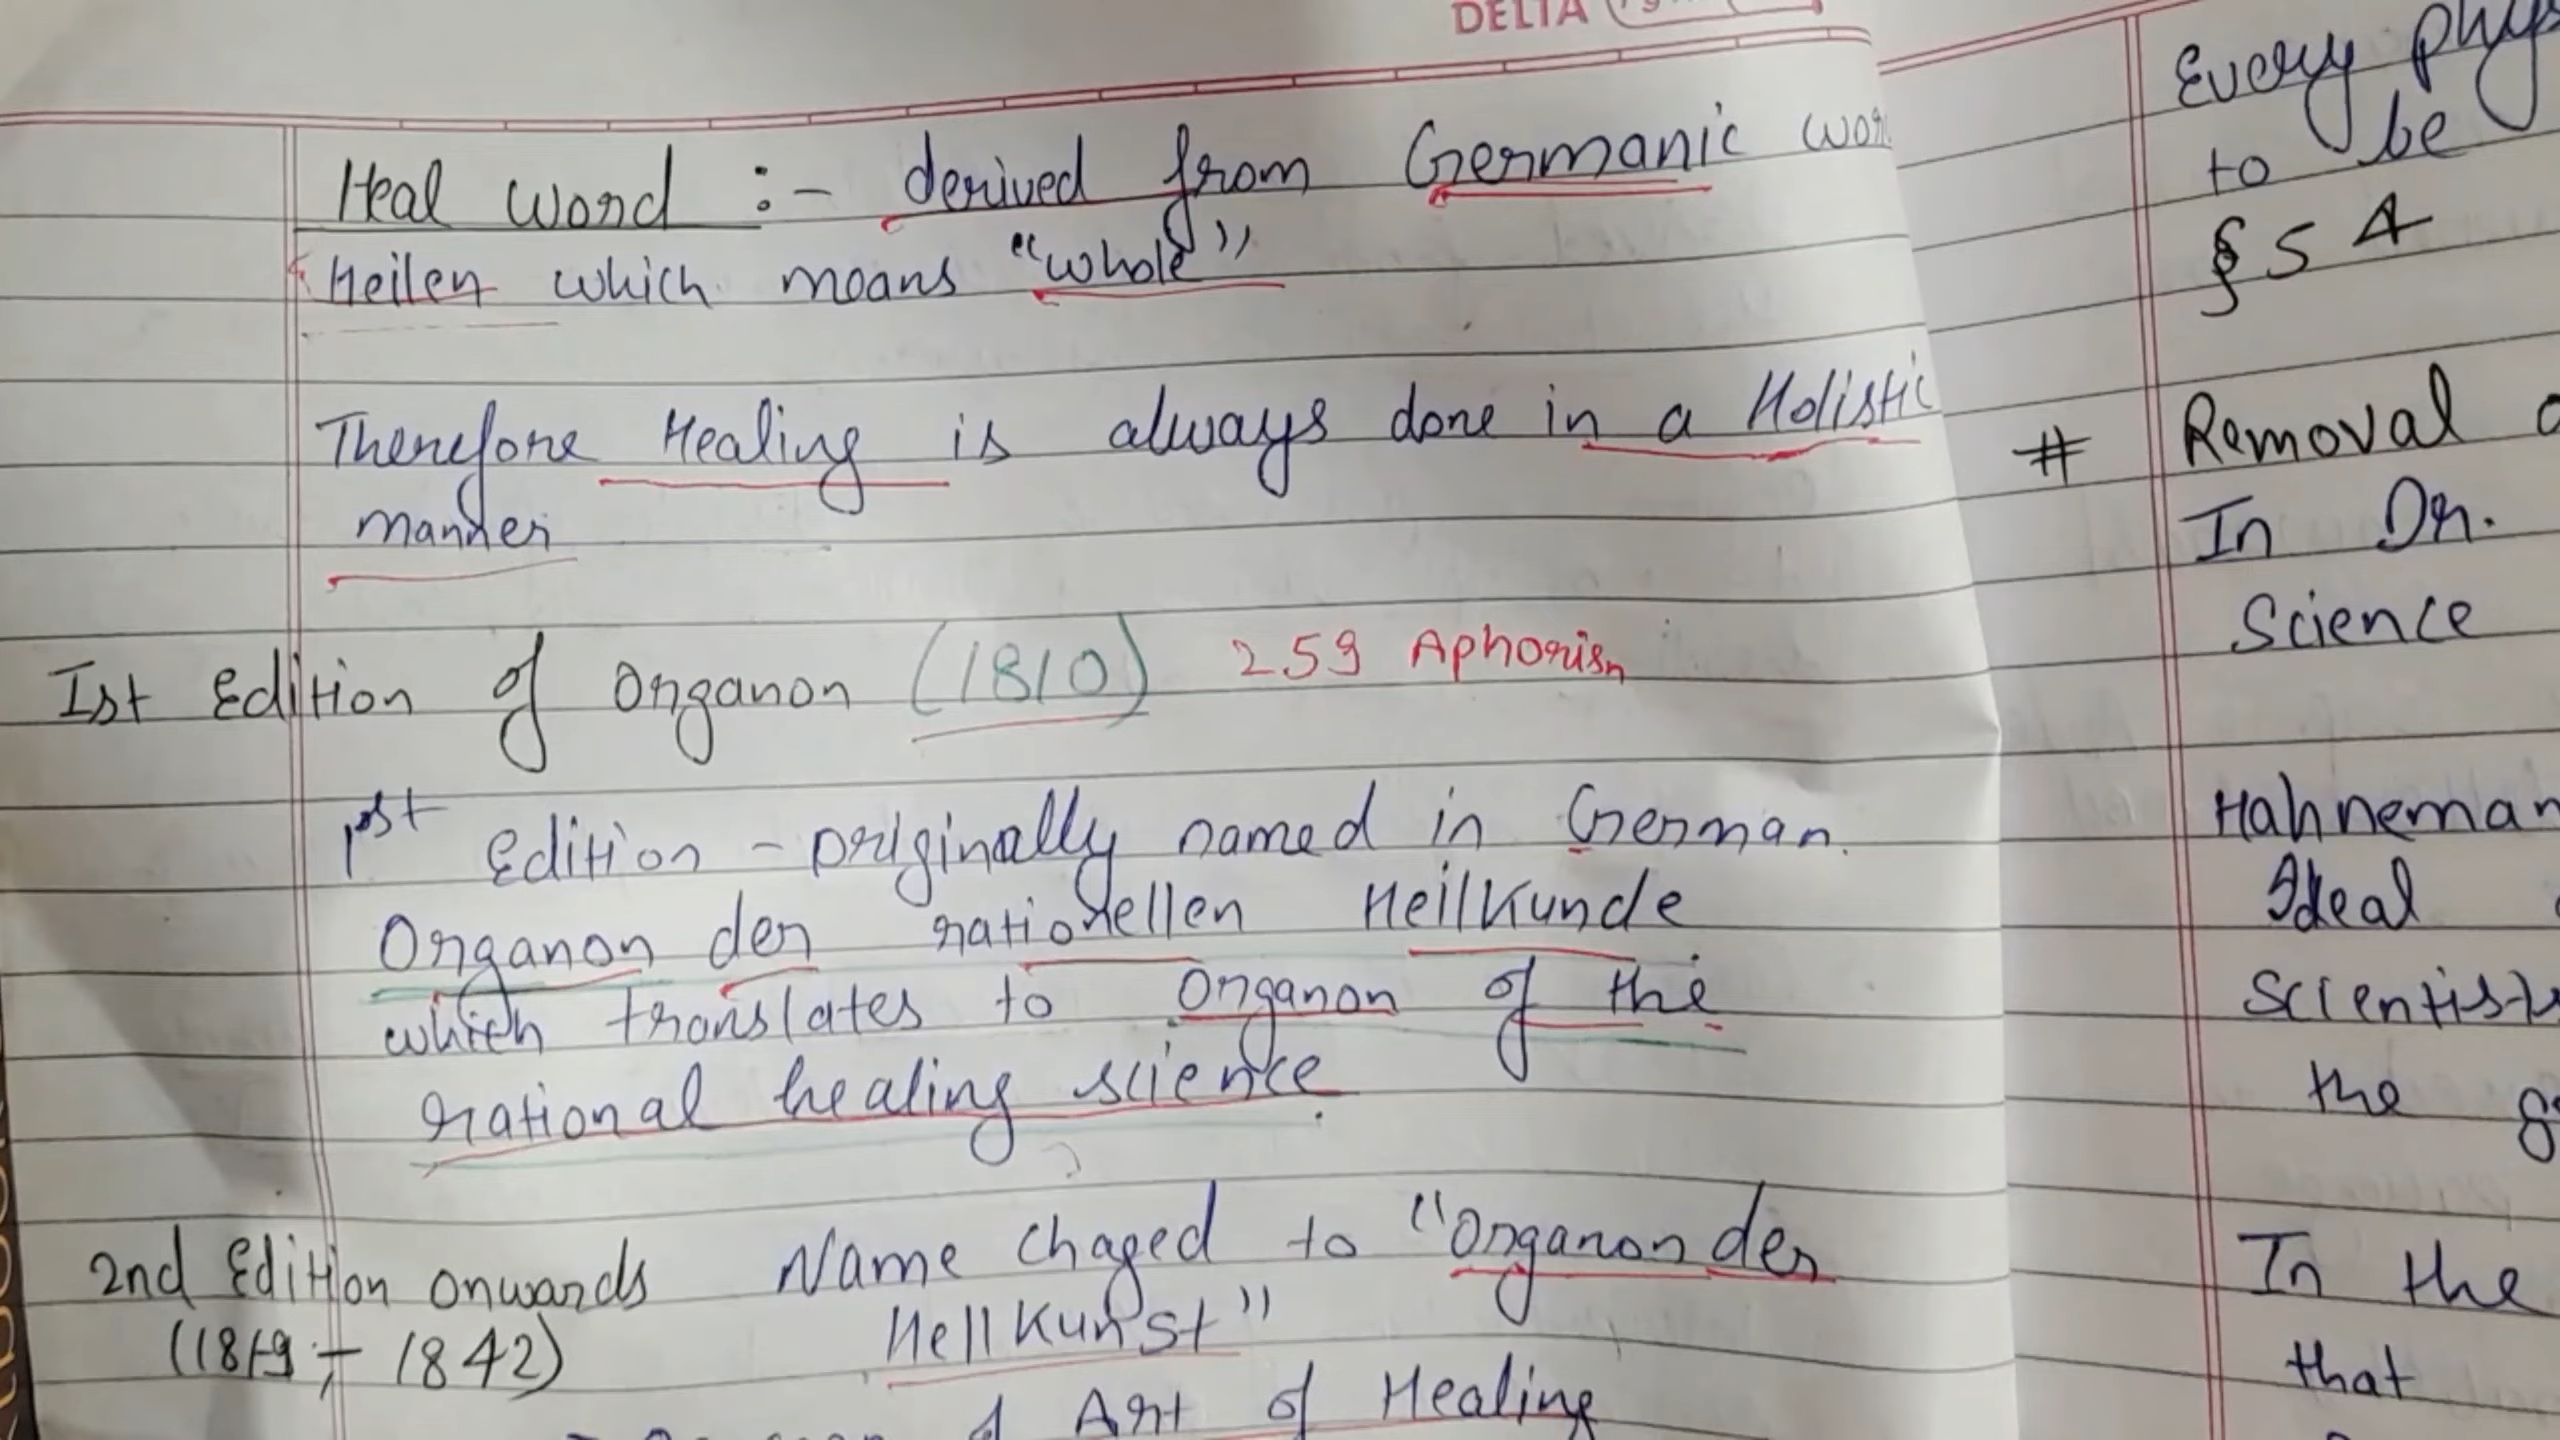 DELTA
Heal word :- derived from Germanic
Heilen which means "whole"
Therefore Healing is always done in a Holistic
manner
Ist Edition of Organon (1810) 259 Aphorism
1st Edition - originally named in German.
Organon der rationellen HeilKunde
which translates to Organon of the
rational healing science.
2nd Edition onwards Name chaged to "Organon der
(1819 - 1842) HeilKunst"
Art of Healing
Every
to be
§ 5 4
# Removal
In Dr.
Science
Ideal
the
In the
that